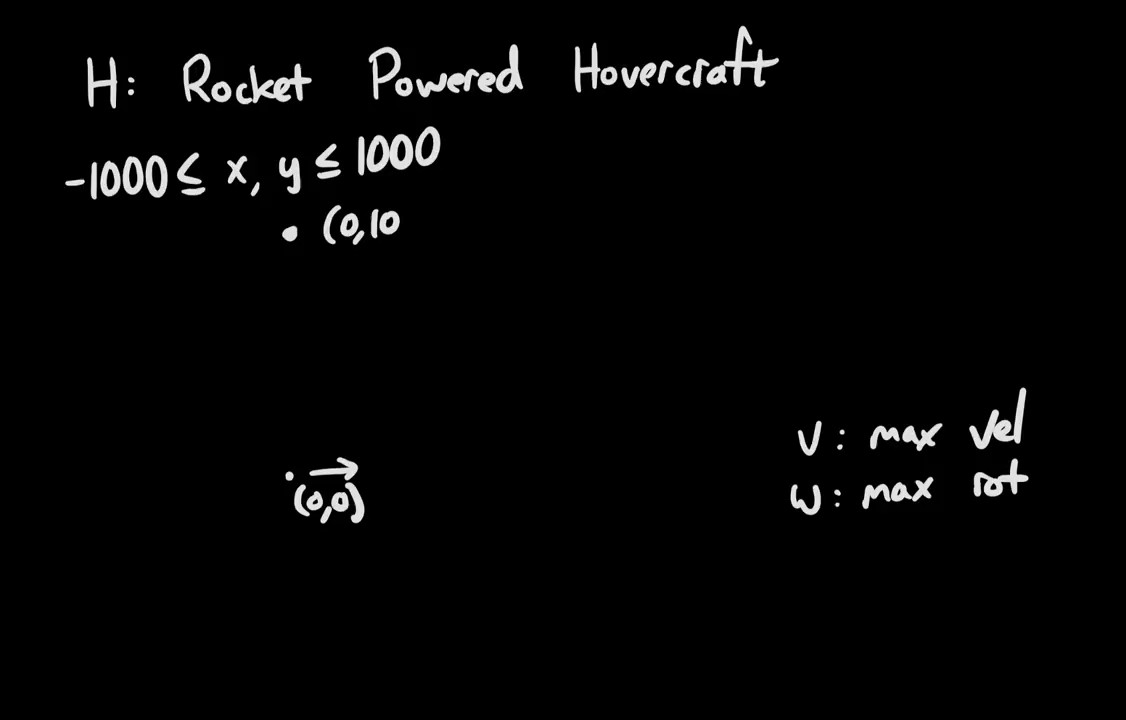 H: Rocket Powered Hovercraft
-1000 ≤ x, y ≤ 1000
(0,10
V: max vel
(0,0)
w: max rot